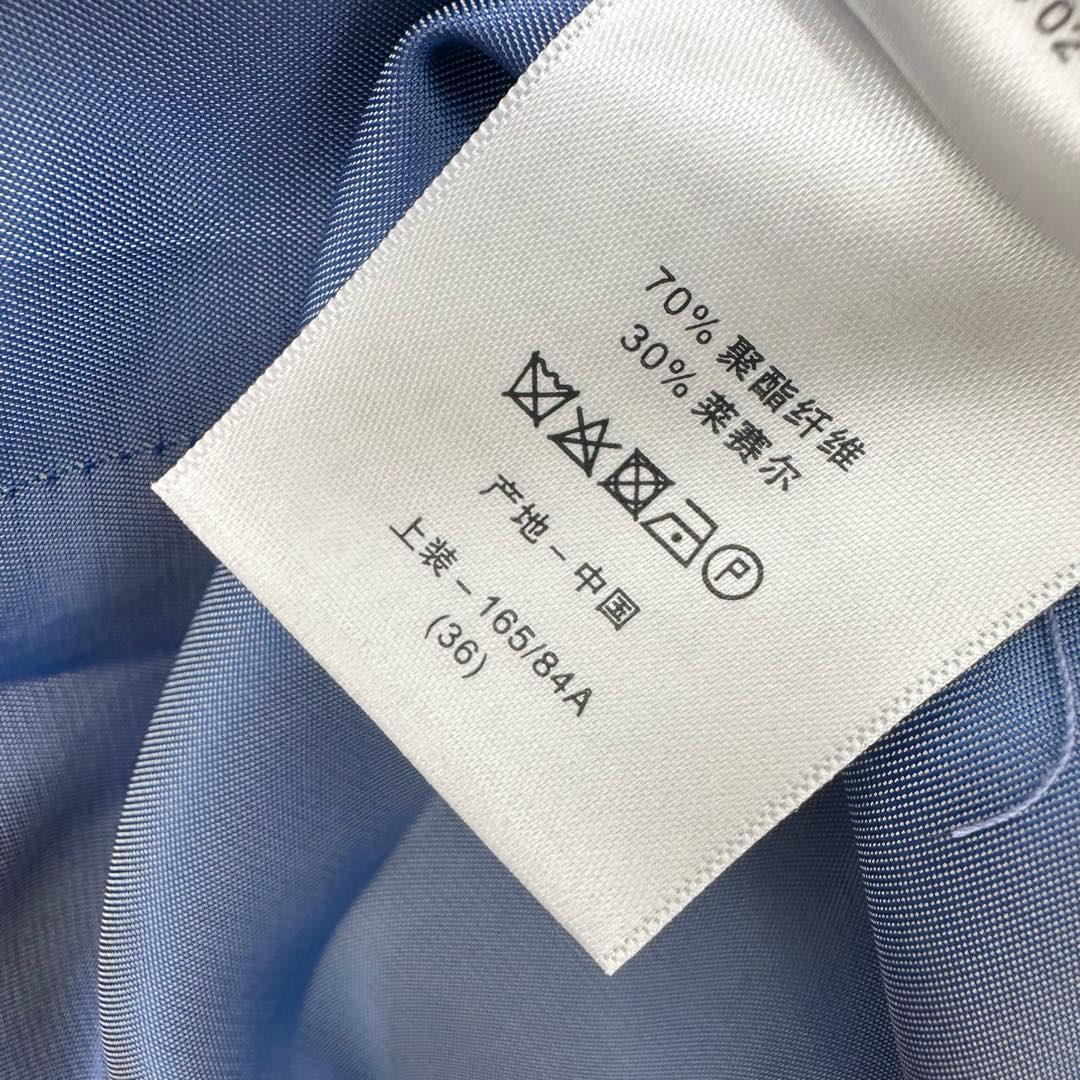 70% 聚酯纤维
30% 莱赛尔
P
产地 – 中国
上装 – 165/84A
(36)